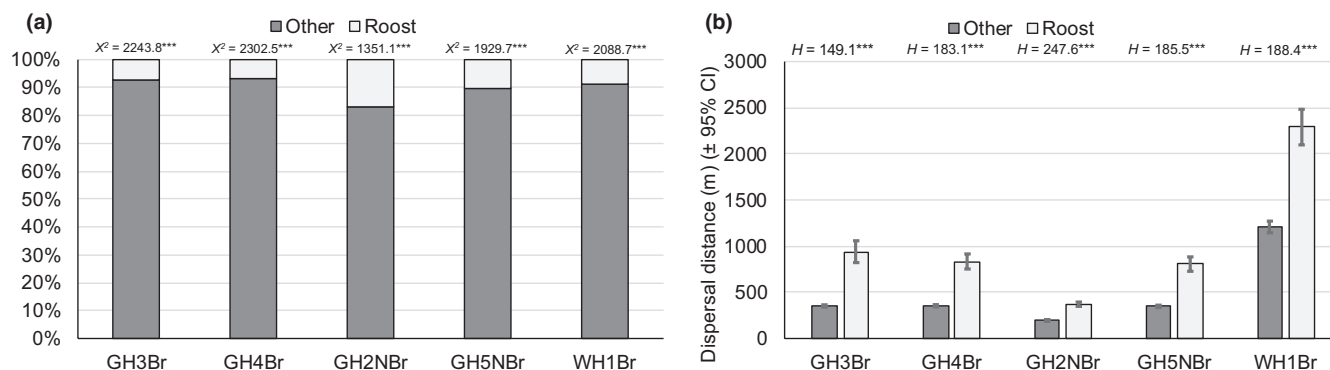 (a)
Other Roost
X² = 2243.8*** X² = 2302.5*** X² = 1351.1*** X² = 1929.7*** X² = 2088.7***
100%
90%
80%
70%
60%
50%
40%
30%
20%
10%
0%
GH3Br GH4Br GH2NBr GH5NBr WH1Br
(b)
Other Roost
H = 149.1*** H = 183.1*** H = 247.6*** H = 185.5*** H = 188.4***
Dispersal distance (m) (± 95% CI)
3000
2500
2000
1500
1000
500
0
GH3Br GH4Br GH2NBr GH5NBr WH1Br